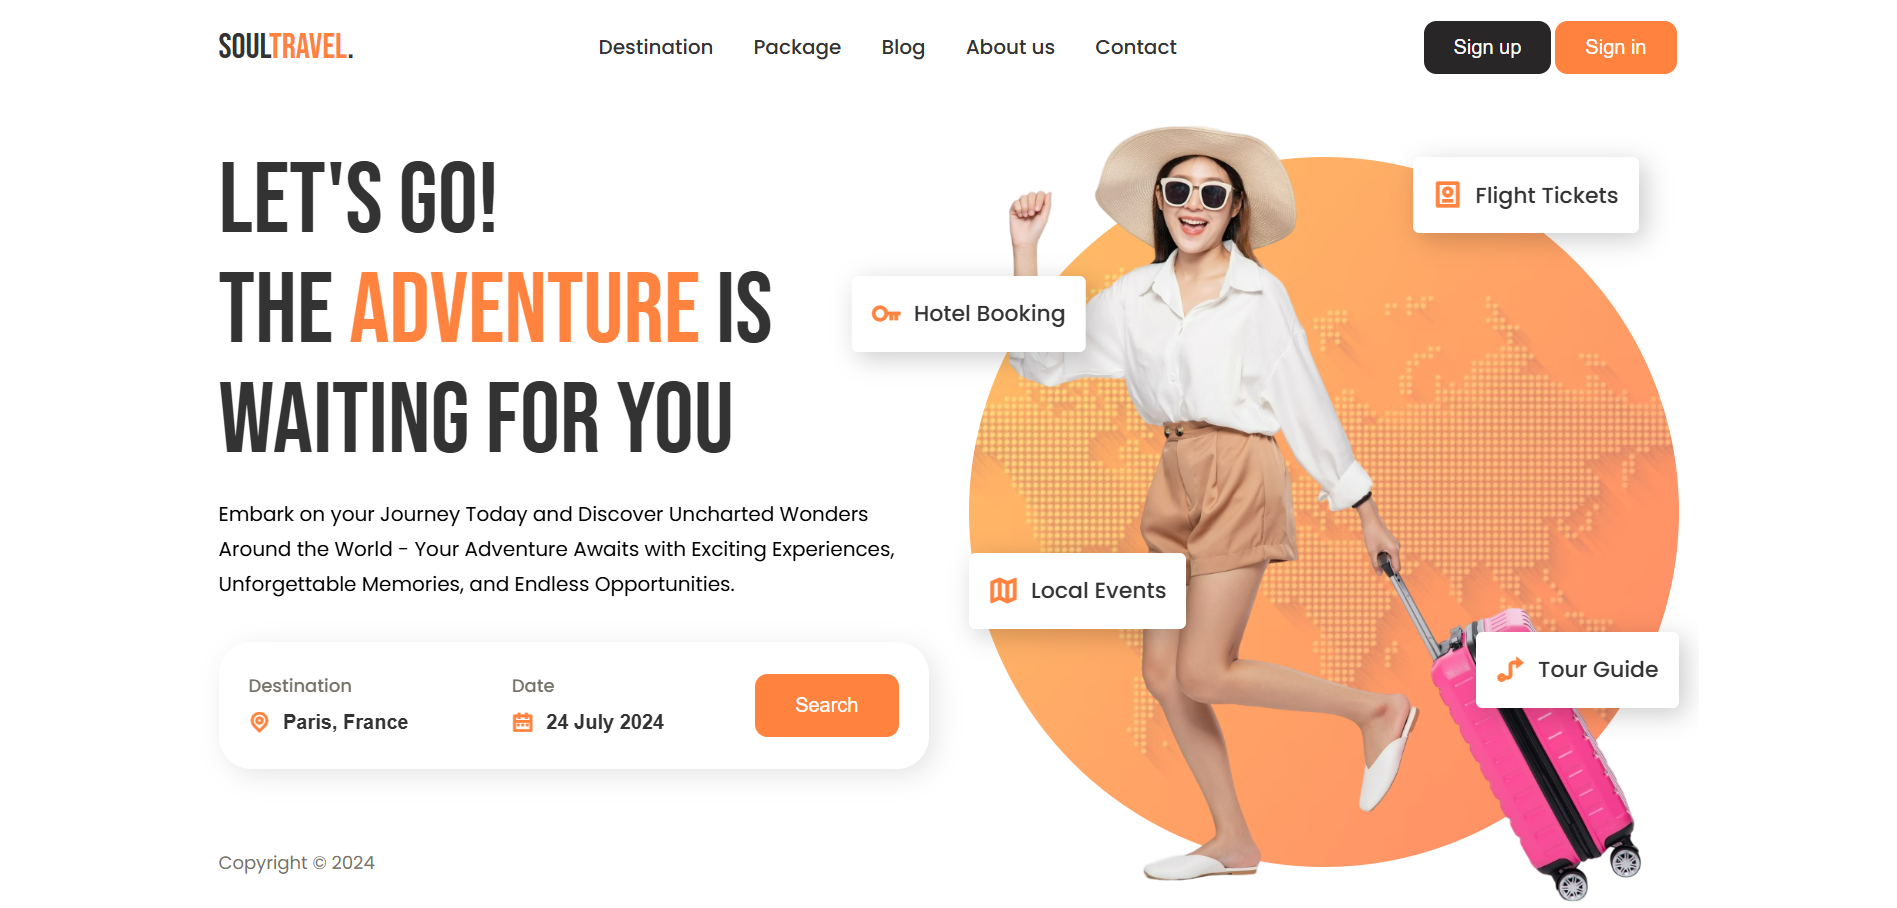 SOULTRAVEL.
Destination
Package
Blog
About us
Contact
Sign up
Sign in
LET'S GO!
THE ADVENTURE IS
WAITING FOR YOU
Embark on your Journey Today and Discover Uncharted Wonders
Around the World - Your Adventure Awaits with Exciting Experiences,
Unforgettable Memories, and Endless Opportunities.
Destination
Paris, France
Date
24 July 2024
Search
Flight Tickets
Hotel Booking
Local Events
Tour Guide
Copyright © 2024